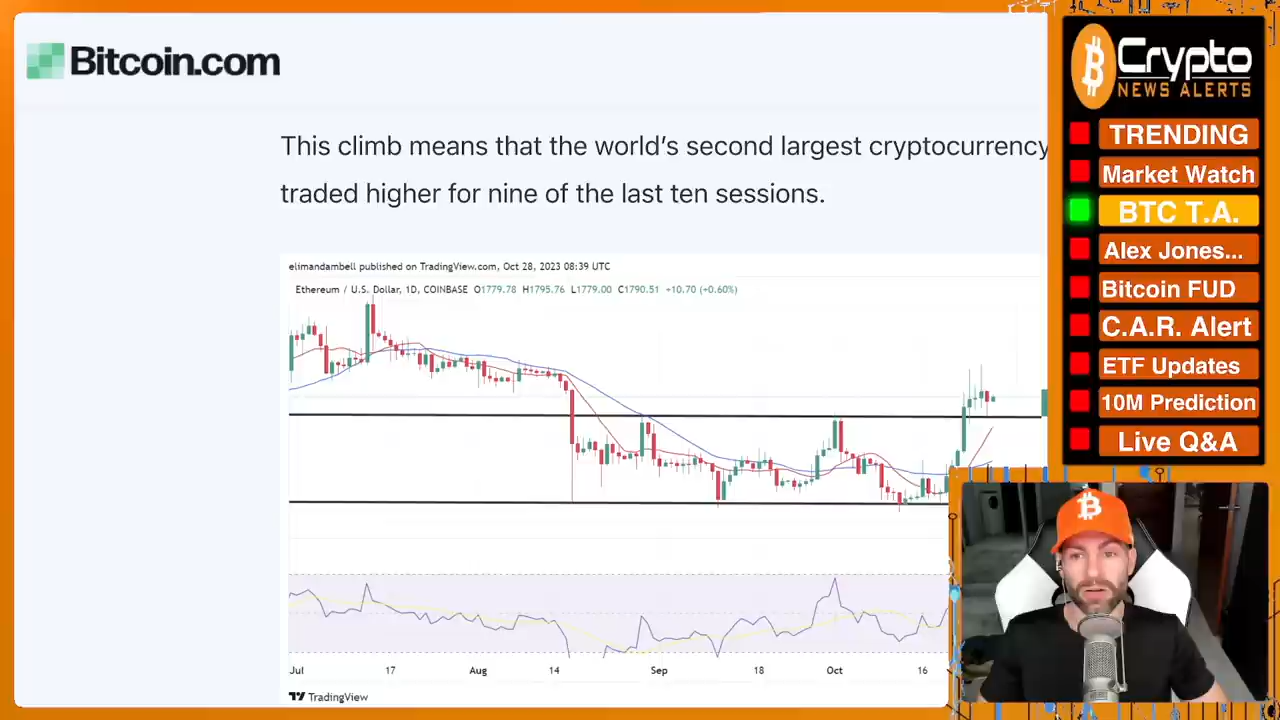 Bitcoin.com
This climb means that the world's second largest cryptocurrency
traded higher for nine of the last ten sessions.
elimandambell published on TradingView.com, Oct 28, 2023 08:39 UTC
Ethereum / U.S. Dollar, 1D, COINBASE O1779.78 H1795.76 L1779.00 C1790.51 +10.70 (+0.60%)
Jul 17 Aug 14 Sep 18 Oct 16
TradingView
Crypto
NEWS ALERTS
TRENDING
Market Watch
BTC T.A.
Alex Jones...
Bitcoin FUD
C.A.R. Alert
ETF Updates
10M Prediction
Live Q&A